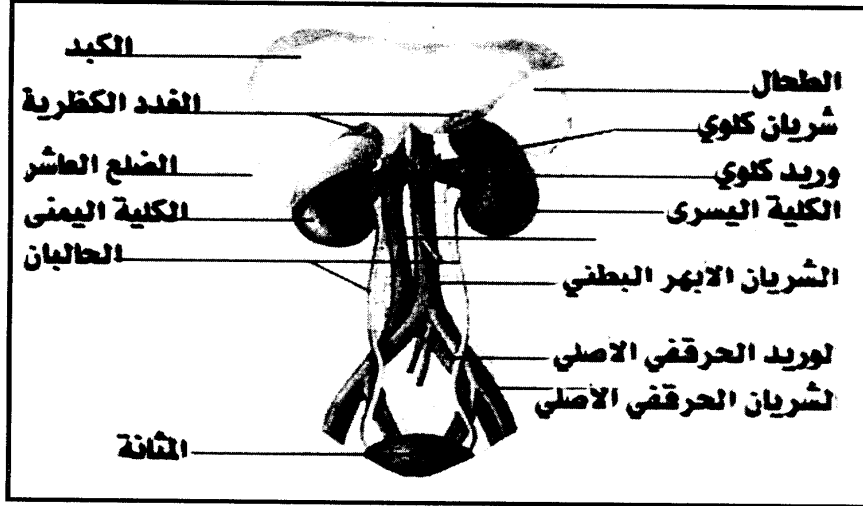 الكبد
الطحال
الغدد الكظرية
شريان كلوي
الضلع العاشر
وريد كلوي
الكلية اليمنى
الكلية اليسرى
الحالبان
الشريان الابهر البطني
لوريد الحرقفي الاصلي
لشريان الحرقفي الاصلي
المثانة